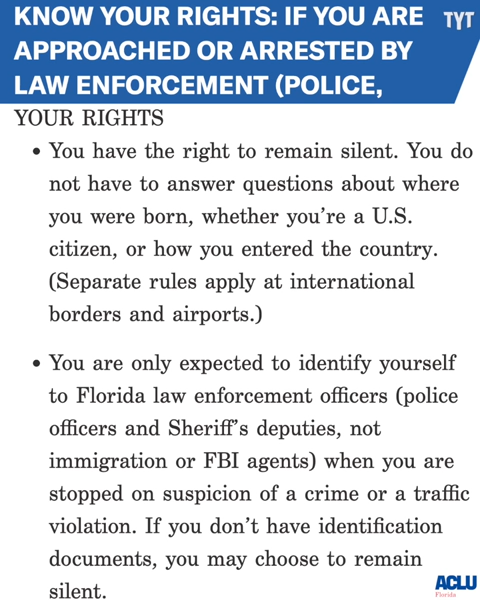 KNOW YOUR RIGHTS: IF YOU ARE
TYT
APPROACHED OR ARRESTED BY
LAW ENFORCEMENT (POLICE,
YOUR RIGHTS
• You have the right to remain silent. You do
not have to answer questions about where
you were born, whether you’re a U.S.
citizen, or how you entered the country.
(Separate rules apply at international
borders and airports.)
• You are only expected to identify yourself
to Florida law enforcement officers (police
officers and Sheriff’s deputies, not
immigration or FBI agents) when you are
stopped on suspicion of a crime or a traffic
violation. If you don’t have identification
documents, you may choose to remain
silent.
ACLU
Florida